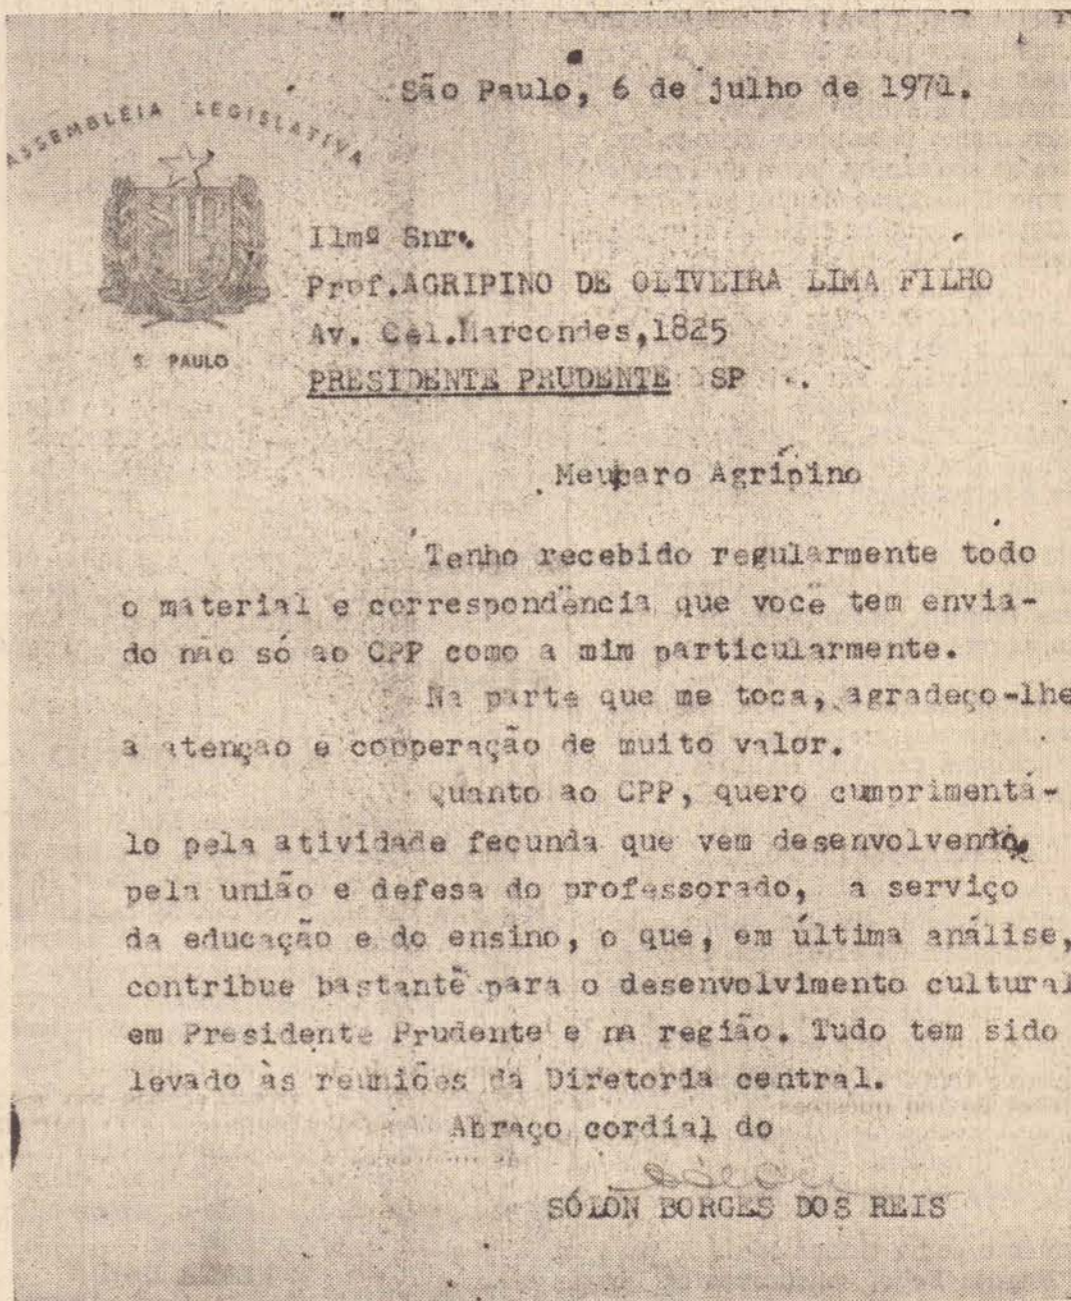 São Paulo, 6 de julho de 1971.
ASSEMBLEIA LEGISLATIVA
S. PAULO
Ilmº Snr.
Prof.AGRIPINO DE OLIVEIRA LIMA FILHO
Av. Cel.Marcondes,1825
PRESIDENTE PRUDENTE SP
Meu caro Agripino
Tenho recebido regularmente todo
o material e correspondência que você tem envia-
do não só ao CPP como a mim particularmente.
Na parte que me toca, agradeço-lhe
a atenção e cooperação de muito valor.
Quanto ao CPP, quero cumprimentá-
lo pela atividade fecunda que vem desenvolvendo,
pela união e defesa do professorado, a serviço
da educação e do ensino, o que, em última análise,
contribue bastante para o desenvolvimento cultural
em Presidente Prudente e na região. Tudo tem sido
levado às reuniões da Diretoria central.
Abraço cordial do
Sólon
SÓLON BORGES DOS REIS